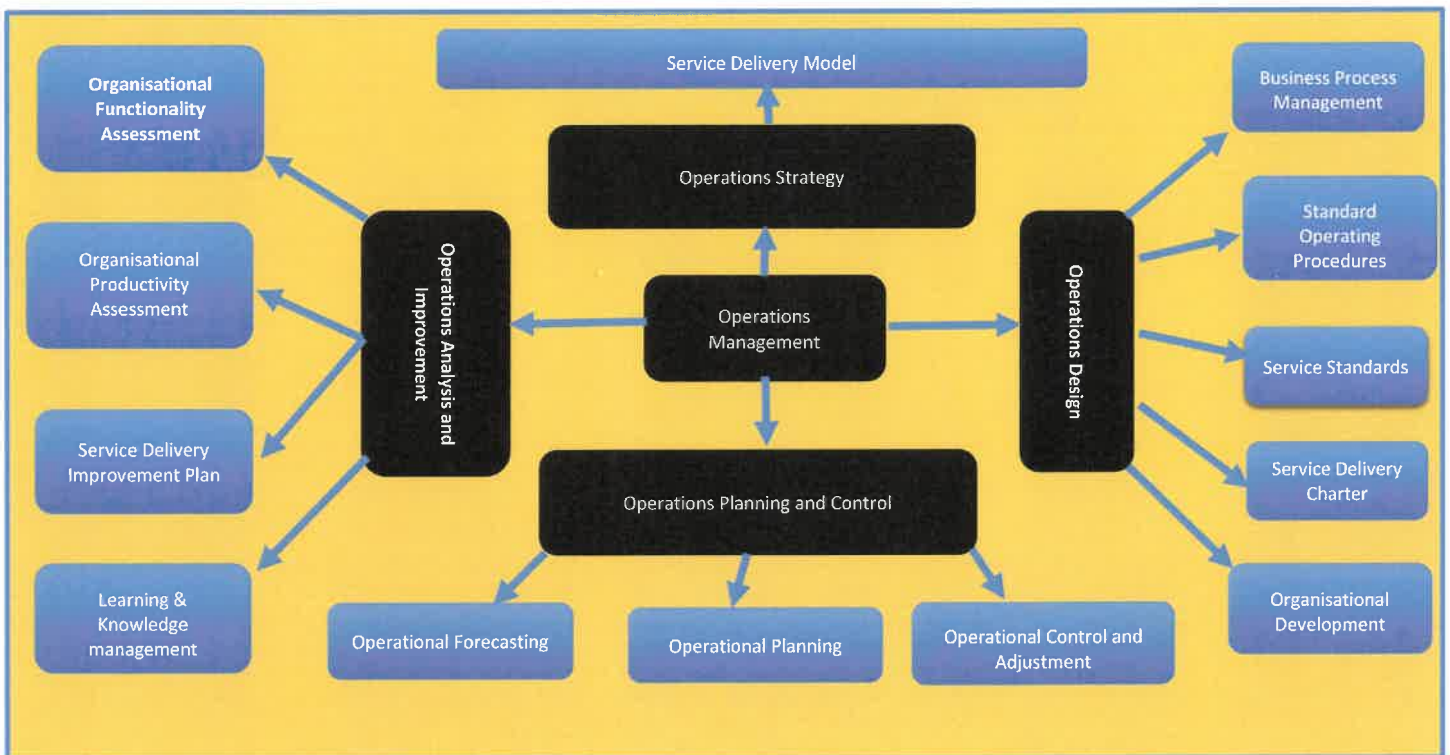 Service Delivery Model
Organisational
Functionality
Assessment
Business Process
Management
Operations Strategy
Standard
Operating
Procedures
Organisational
Productivity
Assessment
Operations Analysis and
Improvement
Operations
Management
Operations Design
Service Standards
Service Delivery
Improvement Plan
Service Delivery
Charter
Operations Planning and Control
Learning &
Knowledge
management
Operational Forecasting
Operational Planning
Operational Control and
Adjustment
Organisational
Development